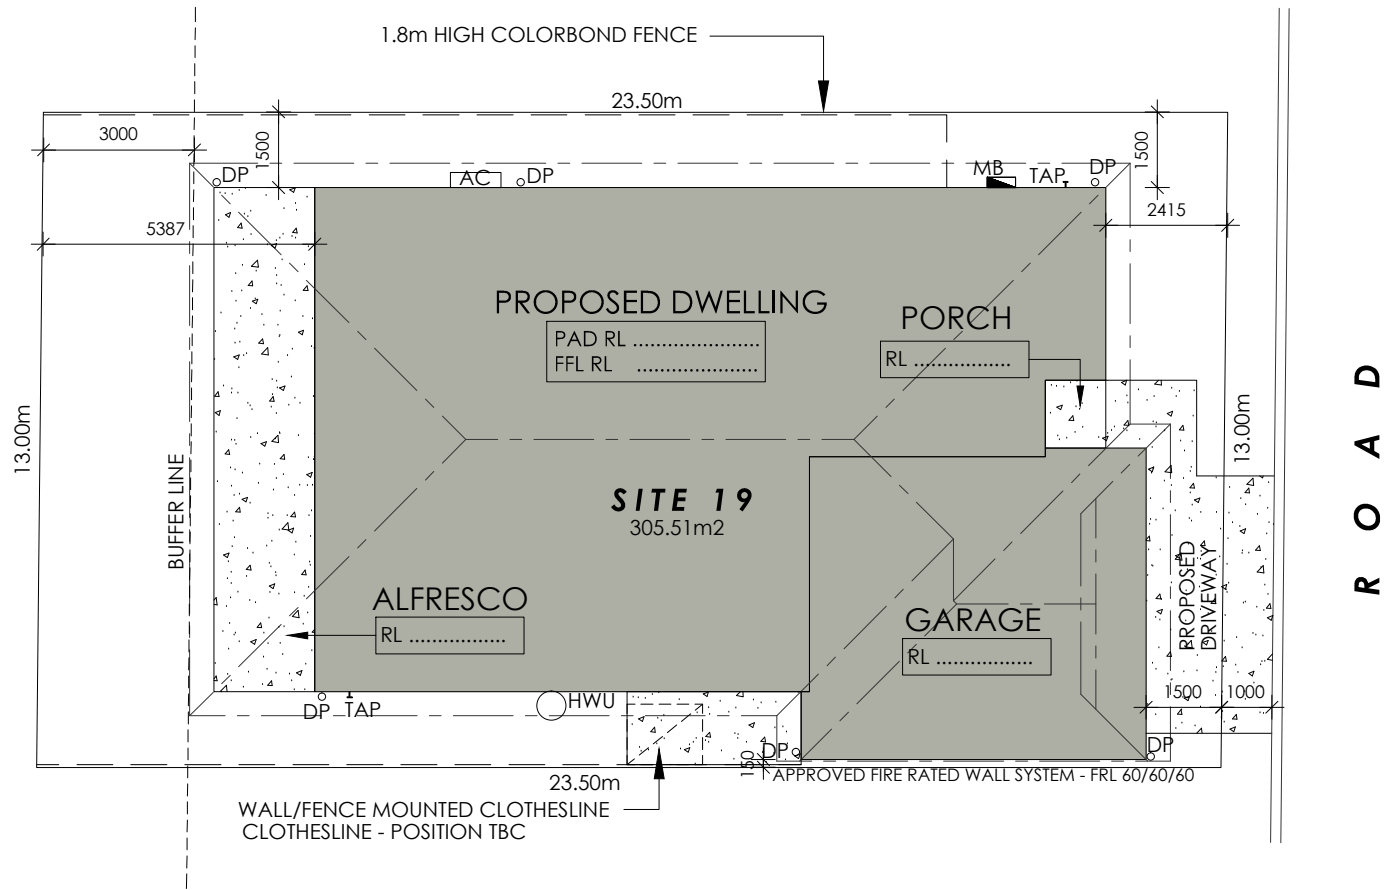 1.8m HIGH COLORBOND FENCE
23.50m
3000
1500
1500
DP
AC
DP
MB
TAP
DP
5387
2415
PROPOSED DWELLING
PAD RL ......................
FFL RL .....................
PORCH
RL .................
13.00m
13.00m
ROAD
BUFFER LINE
SITE 19
305.51m2
ALFRESCO
RL .................
GARAGE
RL .................
PROPOSED
DRIVEWAY
1500
1000
DP
TAP
HWU
DP
DP
150
APPROVED FIRE RATED WALL SYSTEM - FRL 60/60/60
23.50m
WALL/FENCE MOUNTED CLOTHESLINE
CLOTHESLINE - POSITION TBC